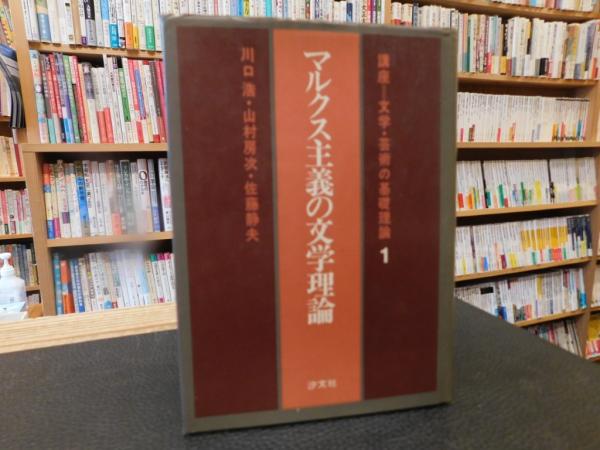 講座―文学・芸術の基礎理論 1
マルクス主義の文学理論
川口 浩・山村房次・佐藤静夫
汐文社